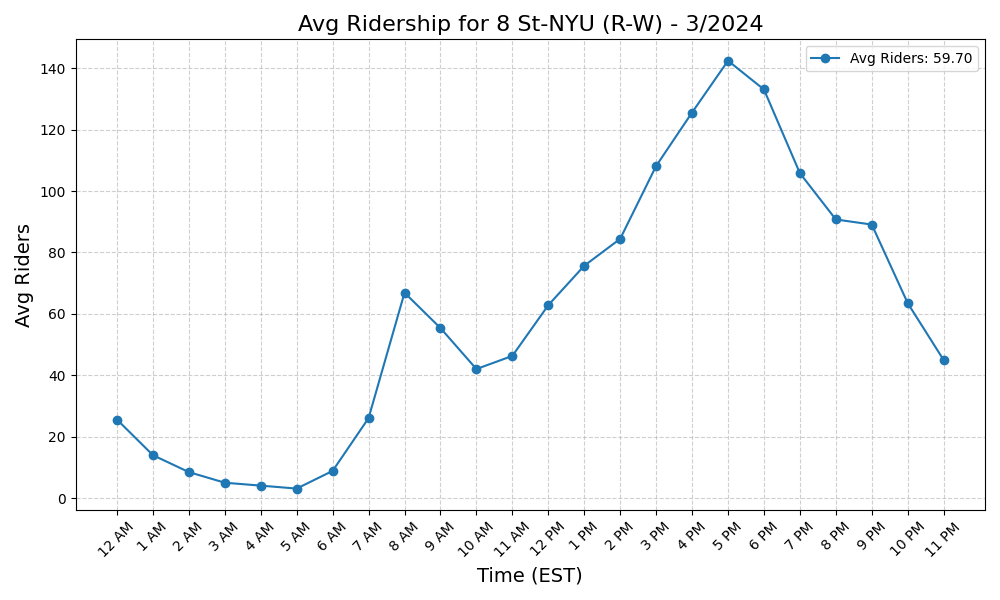 Avg Ridership for 8 St-NYU (R-W) - 3/2024
Avg Riders: 59.70
Avg Riders
140
120
100
80
60
40
20
0
12 AM
1 AM
2 AM
3 AM
4 AM
5 AM
6 AM
7 AM
8 AM
9 AM
10 AM
11 AM
12 PM
1 PM
2 PM
3 PM
4 PM
5 PM
6 PM
7 PM
8 PM
9 PM
10 PM
11 PM
Time (EST)